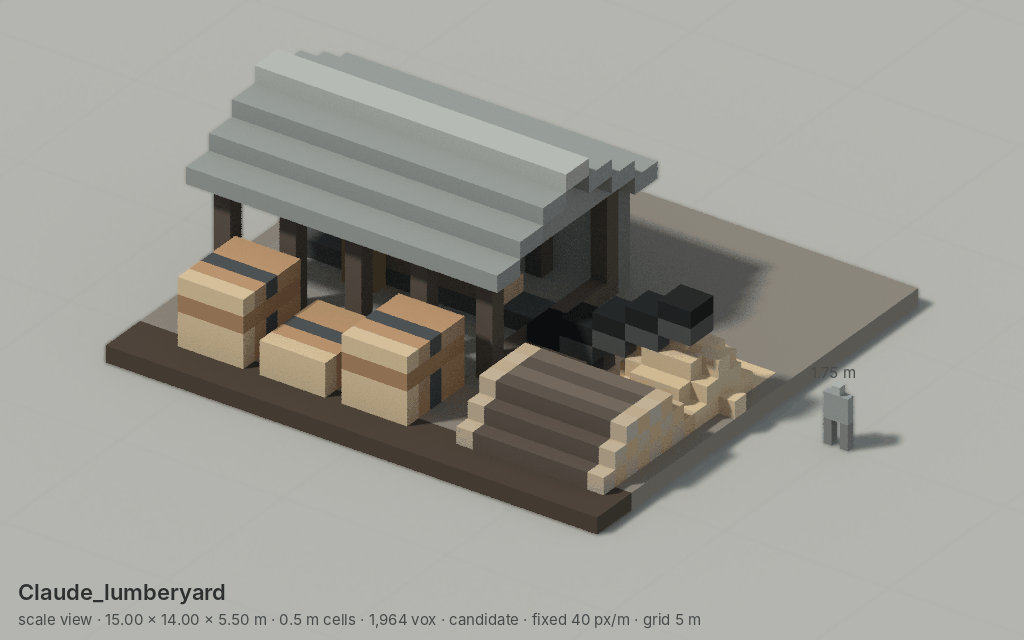 1.75 m
Claude_lumberyard
scale view · 15.00 × 14.00 × 5.50 m · 0.5 m cells · 1,964 vox · candidate · fixed 40 px/m · grid 5 m